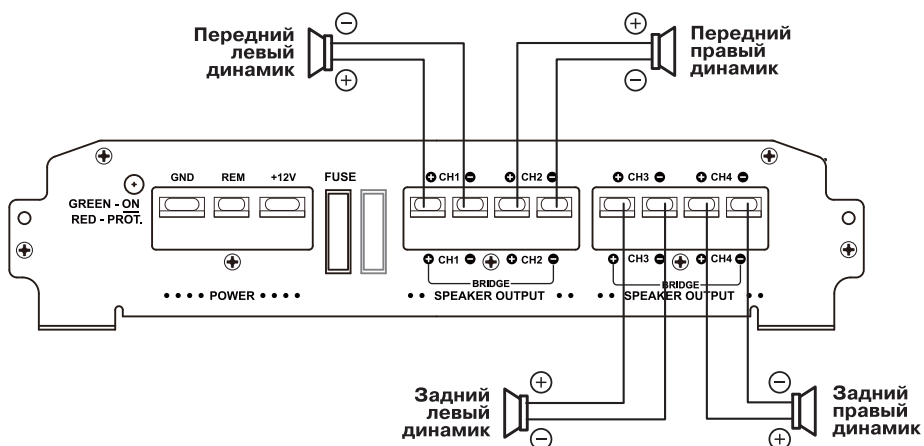 Передний
левый
динамик
− +
Передний
правый
динамик
+ −
GREEN - ON
RED - PROT.
GND REM +12V FUSE
+ CH1 − + CH2 −
+ CH3 − + CH4 −
+ CH1 − + CH2 −
BRIDGE
+ CH3 − + CH4 −
BRIDGE
•••• POWER ••••
•• SPEAKER OUTPUT ••
•• SPEAKER OUTPUT ••
Задний
левый
динамик
+ −
Задний
правый
динамик
− +